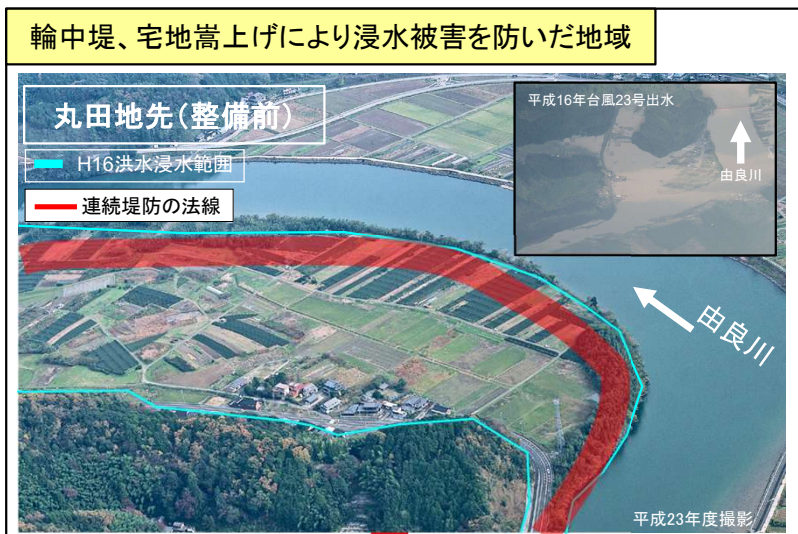 輪中堤、宅地嵩上げにより浸水被害を防いだ地域
丸田地先(整備前)
H16洪水浸水範囲
連続堤防の法線
平成16年台風23号出水
由良川
由良川
平成23年度撮影